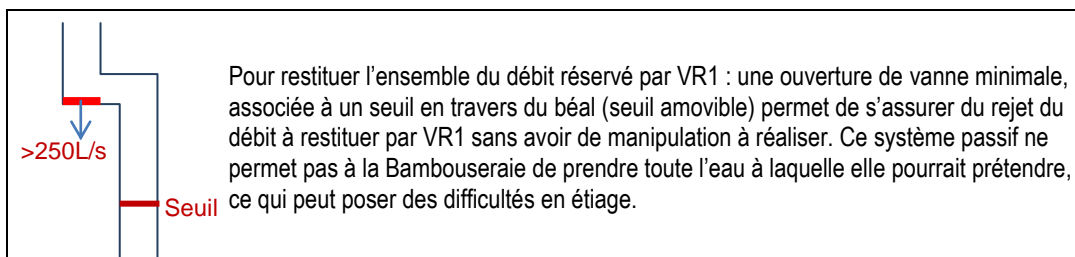 Pour restituer l’ensemble du débit réservé par VR1 : une ouverture de vanne minimale,
associée à un seuil en travers du béal (seuil amovible) permet de s’assurer du rejet du
débit à restituer par VR1 sans avoir de manipulation à réaliser. Ce système passif ne
permet pas à la Bambouseraie de prendre toute l’eau à laquelle elle pourrait prétendre,
ce qui peut poser des difficultés en étiage.
>250L/s
Seuil